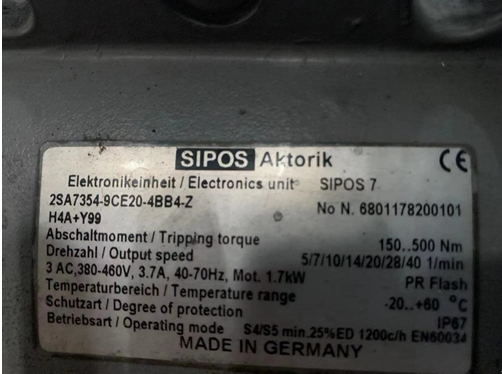 SIPOS Aktorik CE
Elektronikeinheit / Electronics unit SIPOS 7
2SA7354-9CE20-4BB4-Z No N. 6801178200101
H4A+Y99
Abschaltmoment / Tripping torque 150..500 Nm
Drehzahl / Output speed 5/7/10/14/20/28/40 1/min
3 AC,380-460V, 3.7A, 40-70Hz, Mot. 1.7kW PR Flash
Temperaturbereich / Temperature range -20..+60 °C
Schutzart / Degree of protection IP67
Betriebsart / Operating mode S4/S5 min.25%ED 1200c/h EN60034
MADE IN GERMANY